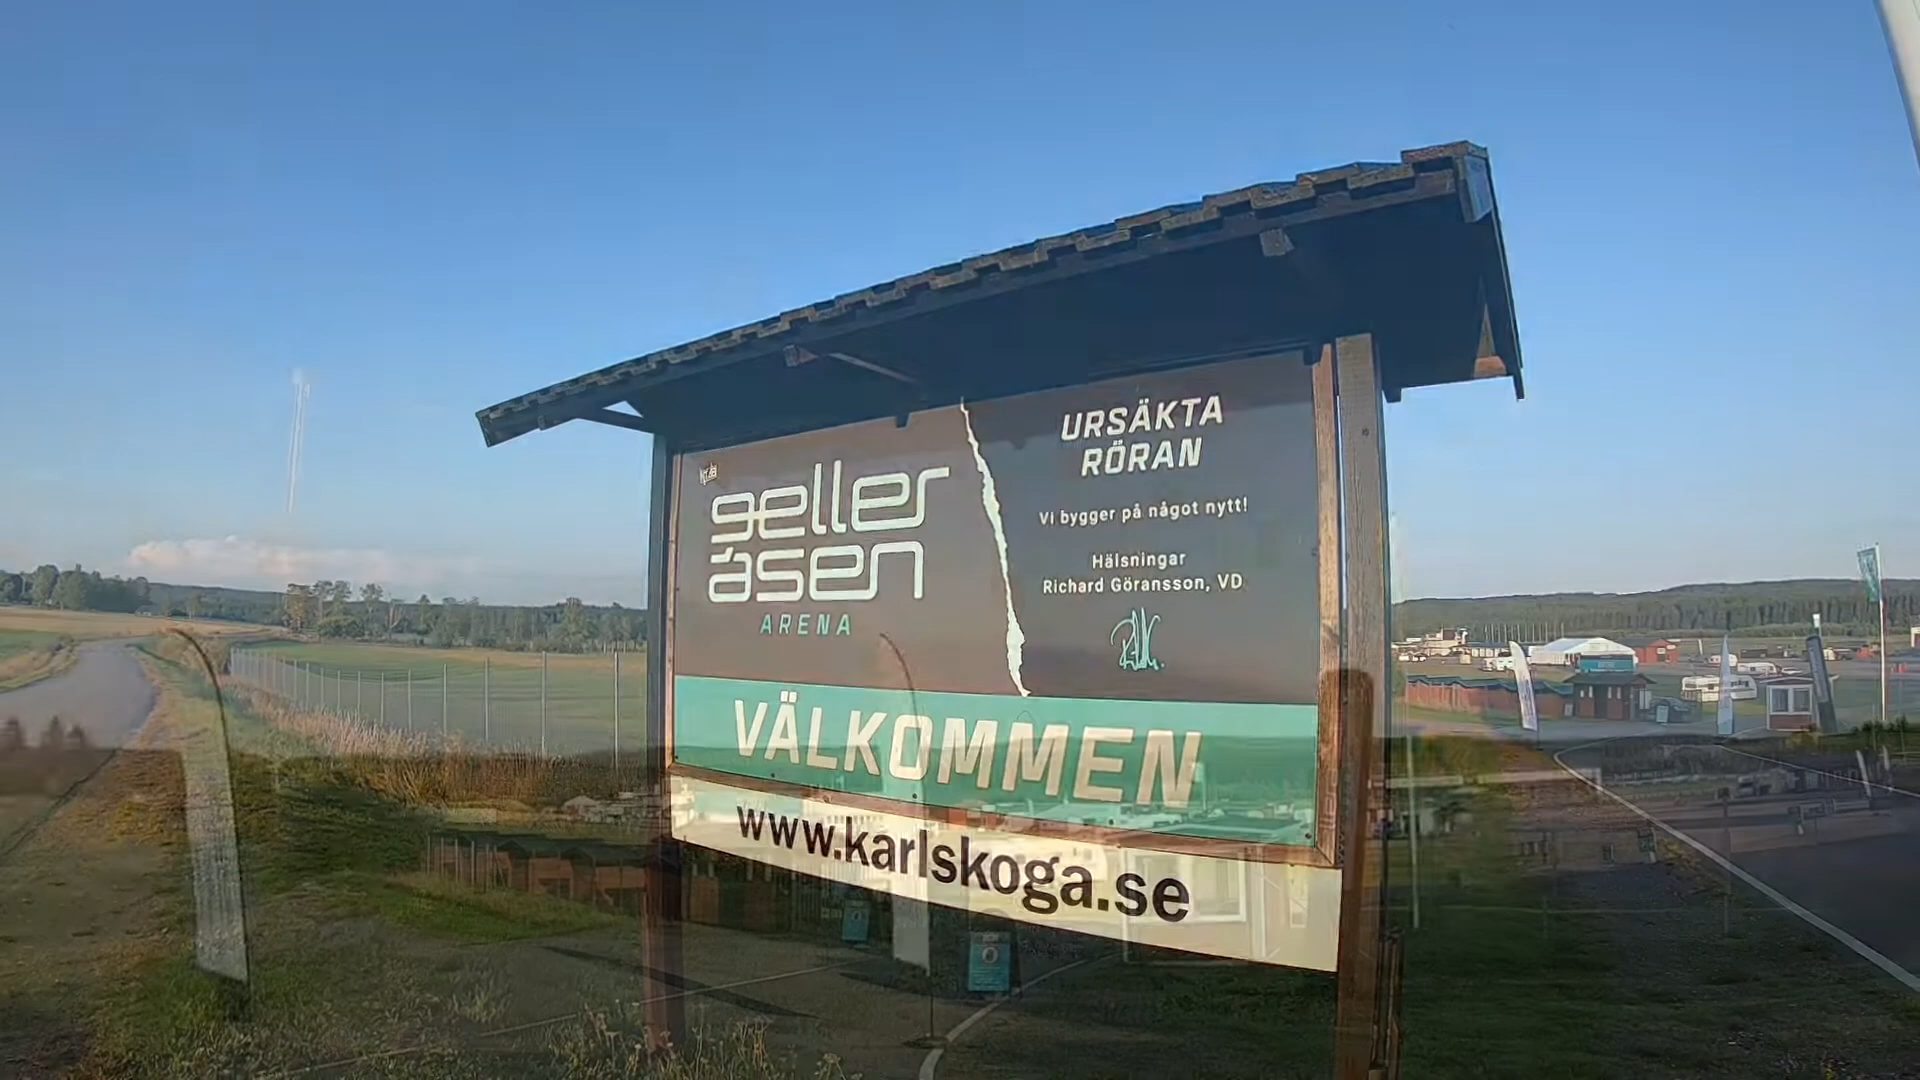 geller
åsen
ARENA
URSÄKTA
RÖRAN
Vi bygger på något nytt!
Hälsningar
Richard Göransson, VD
VÄLKOMMEN
www.karlskoga.se